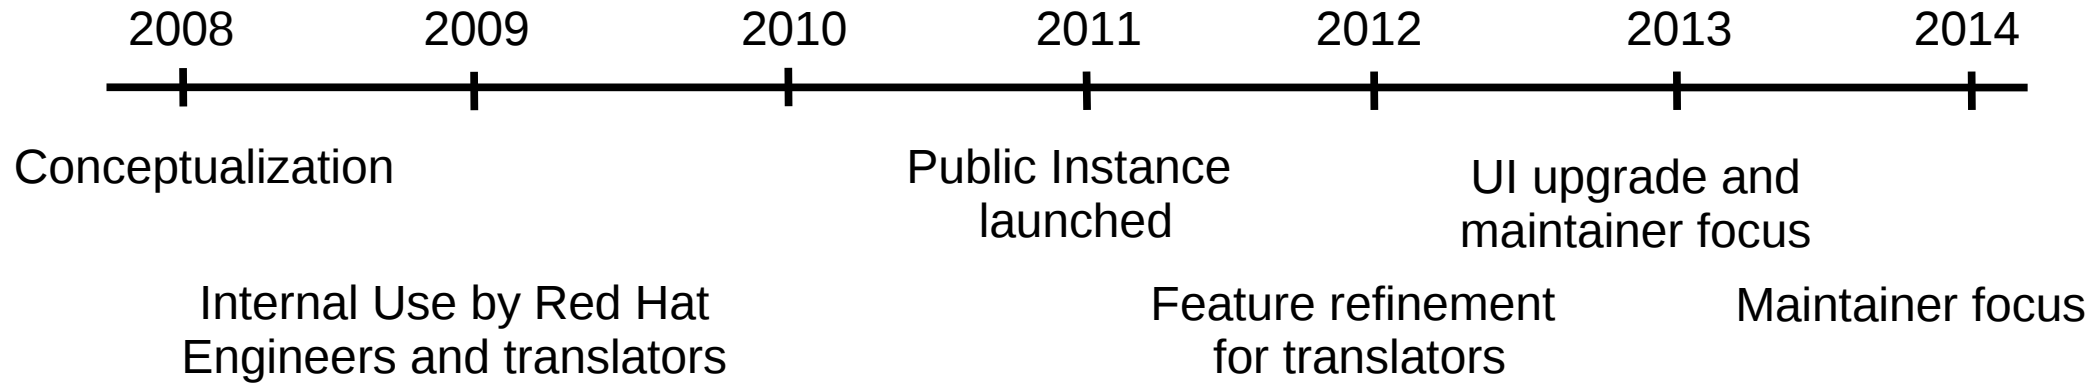 2008 2009 2010 2011 2012 2013 2014
Conceptualization
Public Instance
launched
UI upgrade and
maintainer focus
Internal Use by Red Hat
Engineers and translators
Feature refinement
for translators
Maintainer focus